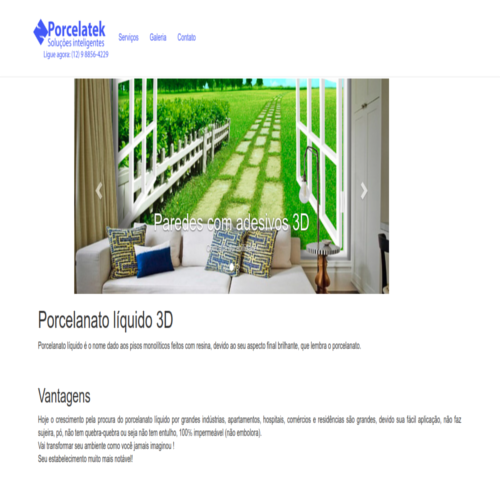 Porcelatek
Soluções inteligentes
Ligue agora: (12) 9 8856-4229
Serviços Galeria Contato
Paredes com adesivos 3D
Porcelanato líquido 3D
Porcelanato líquido é o nome dado aos pisos monolíticos feitos com resina, devido ao seu aspecto final brilhante, que lembra o porcelanato.
Vantagens
Hoje o crescimento pela procura do porcelanato líquido por grandes indústrias, apartamentos, hospitais, comércios e residências são grandes, devido sua fácil aplicação, não faz
sujeira, pó, não tem quebra-quebra ou seja não tem entulho, 100% impermeável (não embolora).
Vai transformar seu ambiente como você jamais imaginou !
Seu estabelecimento muito mais notável!